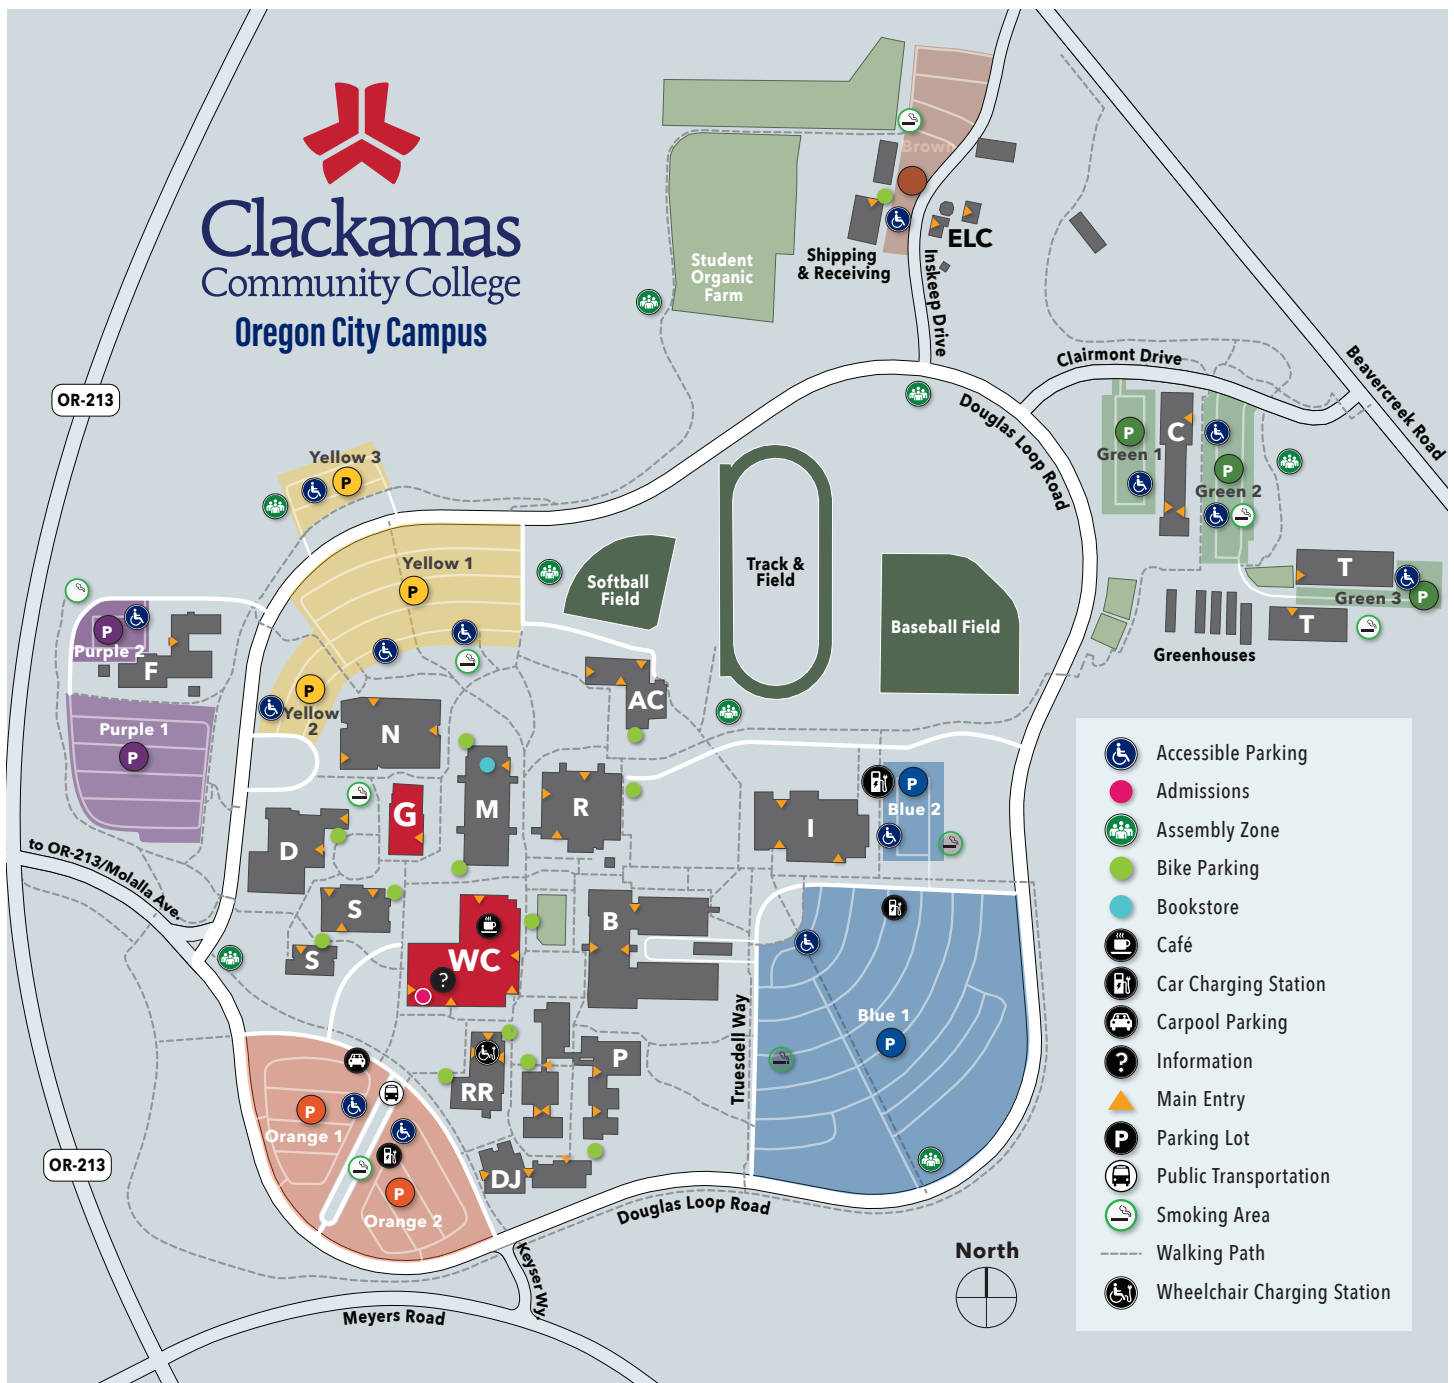 Clackamas
Community College
Oregon City Campus
Brown
Student
Organic
Farm
Shipping
& Receiving
ELC
Inskeep Drive
Clairmont Drive
Beavercreek Road
Douglas Loop Road
OR-213
Yellow 3
P
Yellow 1
P
Yellow
2
P
Softball
Field
Track &
Field
Baseball Field
P
Green 1
C
P
Green 2
T
Green 3
P
T
Greenhouses
P
Purple 2
F
Purple 1
P
N
AC
G
M
R
I
P
Blue 2
D
to OR-213/Molalla Ave.
S
S
WC
?
B
Truesdell Way
Blue 1
P
RR
P
DJ
P
Orange 1
P
Orange 2
OR-213
Douglas Loop Road
Keyser Wy.
Meyers Road
North
Accessible Parking
Admissions
Assembly Zone
Bike Parking
Bookstore
Café
Car Charging Station
Carpool Parking
? Information
Main Entry
P Parking Lot
Public Transportation
Smoking Area
Walking Path
Wheelchair Charging Station